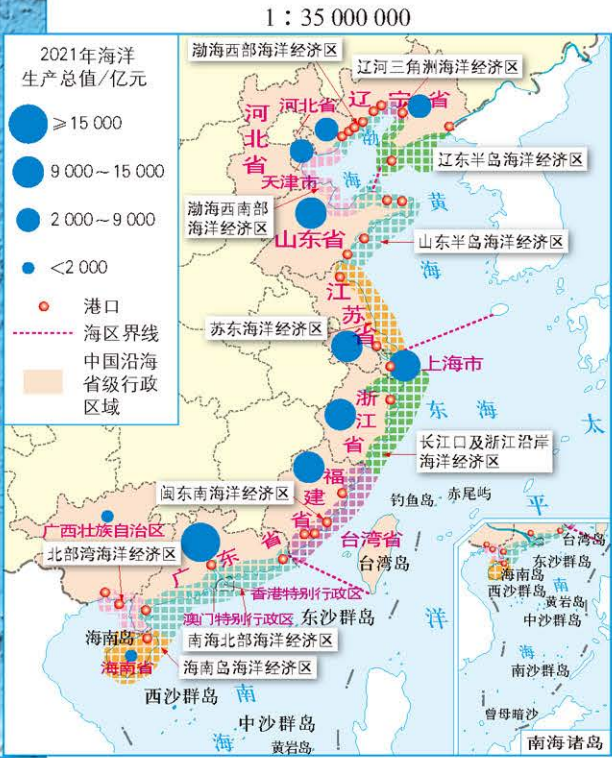 1：35 000 000
2021年海洋
生产总值/亿元
≥15 000
9 000～15 000
2 000～9 000
<2 000
港口
海区界线
中国沿海
省级行政
区域
渤海西部海洋经济区
辽河三角洲海洋经济区
辽宁省
河北省
河北省
渤海
天津市
辽东半岛海洋经济区
渤海西南部
海洋经济区
黄海
山东省
山东半岛海洋经济区
江苏省
苏东海洋经济区
上海市
浙江省
东海
太平洋
长江口及浙江沿岸
海洋经济区
福建省
闽东南海洋经济区
钓鱼岛
赤尾屿
广西壮族自治区
台湾省
台湾岛
北部湾海洋经济区
广东省
香港特别行政区
澳门特别行政区
东沙群岛
南海北部海洋经济区
海南岛
海南省
海南岛海洋经济区
西沙群岛
南海
中沙群岛
黄岩岛
台湾岛
东沙群岛
海南岛
西沙群岛
南海
黄岩岛
中沙群岛
南沙群岛
曾母暗沙
南海诸岛